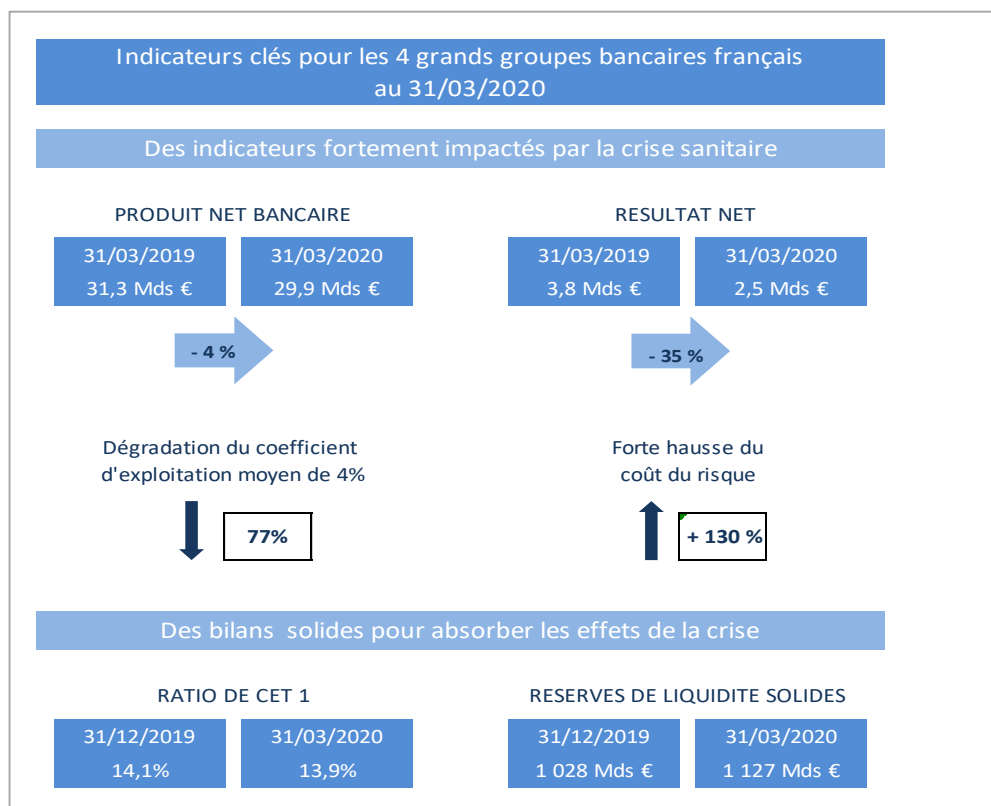 Indicateurs clés pour les 4 grands groupes bancaires français
au 31/03/2020
Des indicateurs fortement impactés par la crise sanitaire
PRODUIT NET BANCAIRE
31/03/2019
31,3 Mds €
31/03/2020
29,9 Mds €
- 4 %
RESULTAT NET
31/03/2019
3,8 Mds €
31/03/2020
2,5 Mds €
- 35 %
Dégradation du coefficient
d'exploitation moyen de 4%
77%
Forte hausse du
coût du risque
+ 130 %
Des bilans solides pour absorber les effets de la crise
RATIO DE CET 1
31/12/2019
14,1%
31/03/2020
13,9%
RESERVES DE LIQUIDITE SOLIDES
31/12/2019
1 028 Mds €
31/03/2020
1 127 Mds €